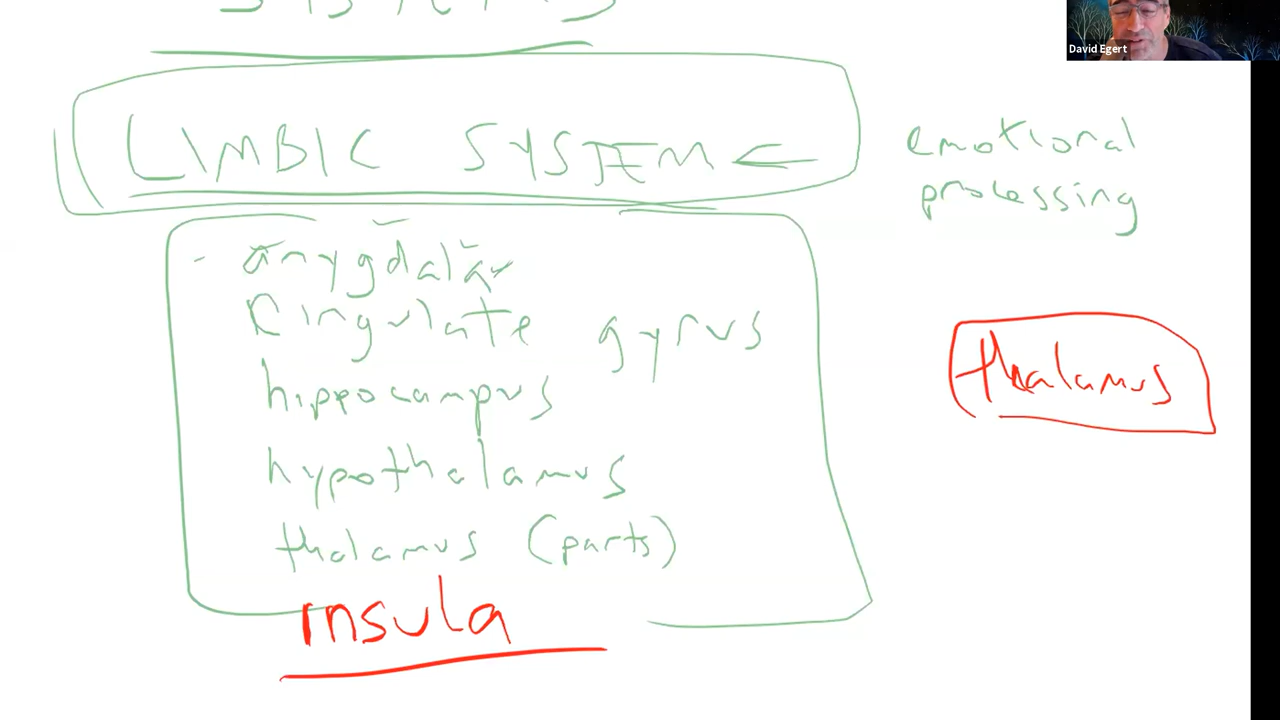 David Egert
LIMBIC SYSTEM ←
emotional
processing
- amygdala
Cingulate gyrus
hippocampus
hypothalamus
thalamus (parts)
insula
thalamus